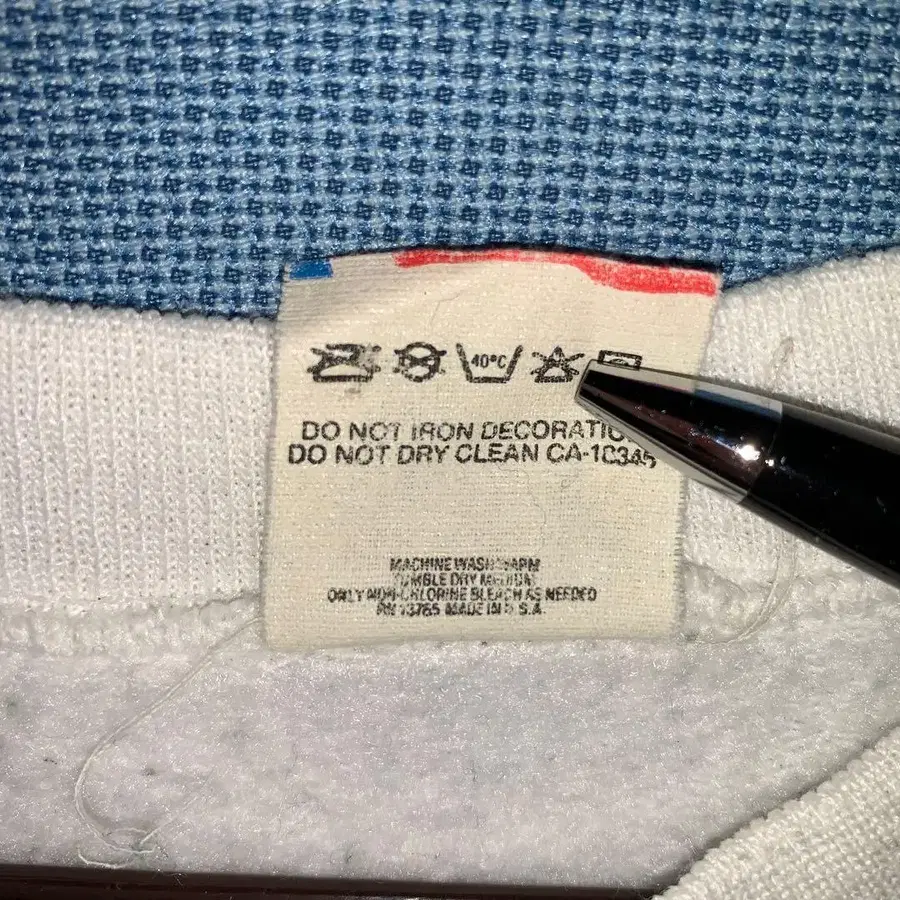 40°C
DO NOT IRON DECORATIO
DO NOT DRY CLEAN CA-10345
MACHINE WASH WARM
TUMBLE DRY MEDIUM
ONLY NON-CHLORINE BLEACH AS NEEDED
RN 13765 MADE IN U.S.A.